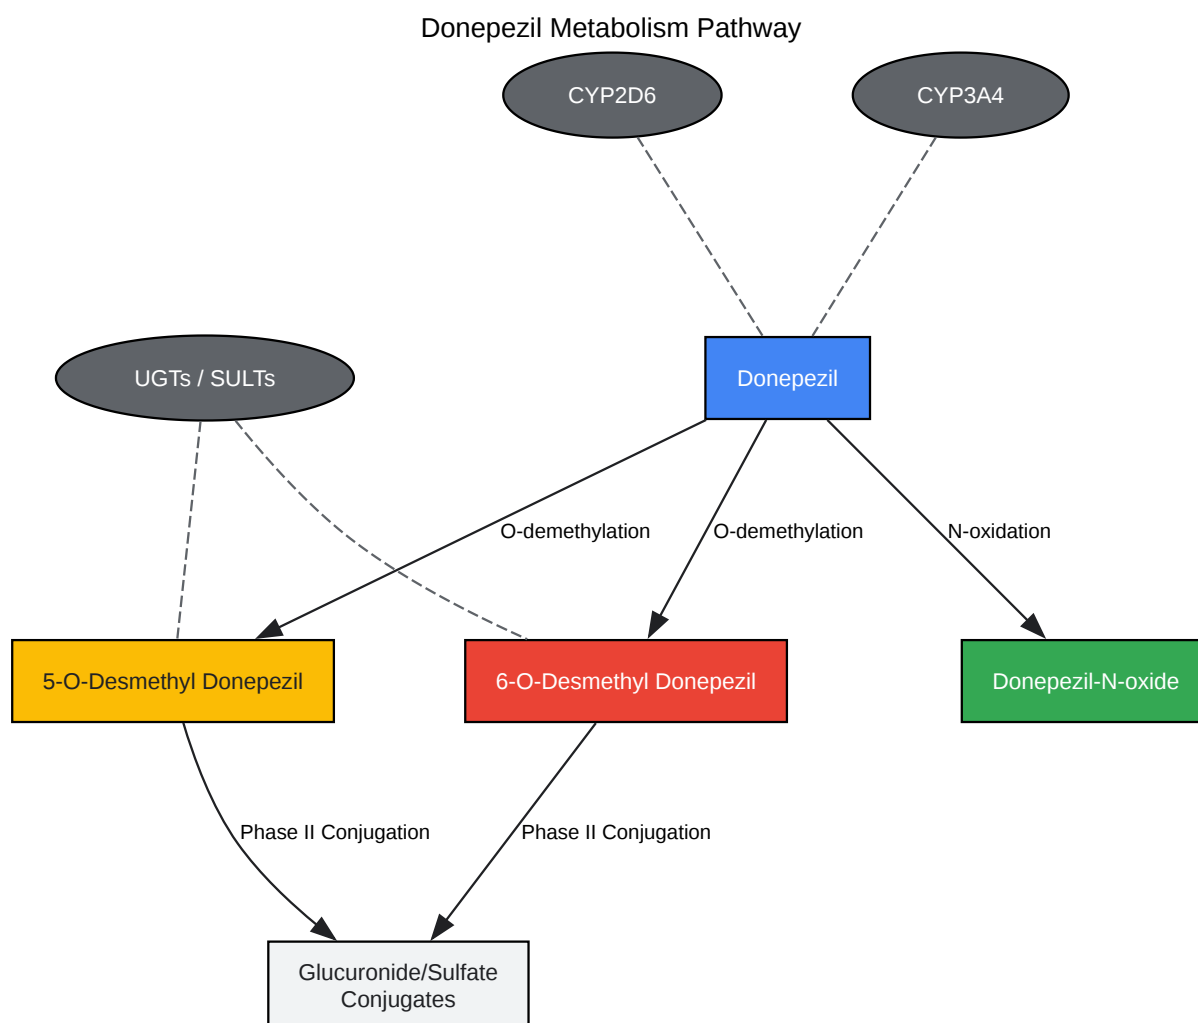 Donepezil Metabolism Pathway
CYP2D6
CYP3A4
UGTs / SULTs
Donepezil
O-demethylation
O-demethylation
N-oxidation
5-O-Desmethyl Donepezil
6-O-Desmethyl Donepezil
Donepezil-N-oxide
Phase II Conjugation
Phase II Conjugation
Glucuronide/Sulfate
Conjugates